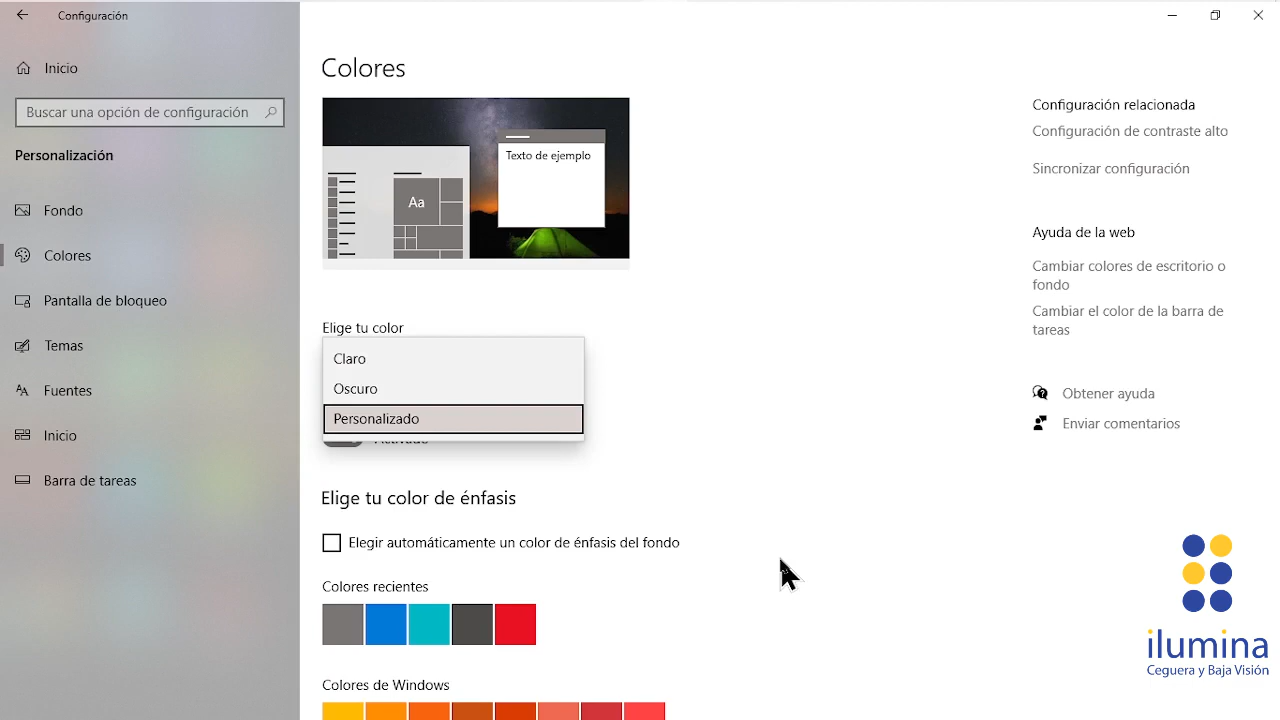 Configuración
Inicio
Buscar una opción de configuración
Personalización
Fondo
Colores
Pantalla de bloqueo
Temas
Fuentes
Inicio
Barra de tareas
Colores
Texto de ejemplo
Aa
Elige tu color
Claro
Oscuro
Personalizado
Activado
Elige tu color de énfasis
Elegir automáticamente un color de énfasis del fondo
Colores recientes
Colores de Windows
Configuración relacionada
Configuración de contraste alto
Sincronizar configuración
Ayuda de la web
Cambiar colores de escritorio o
fondo
Cambiar el color de la barra de
tareas
Obtener ayuda
Enviar comentarios
ilumina
Ceguera y Baja Visión